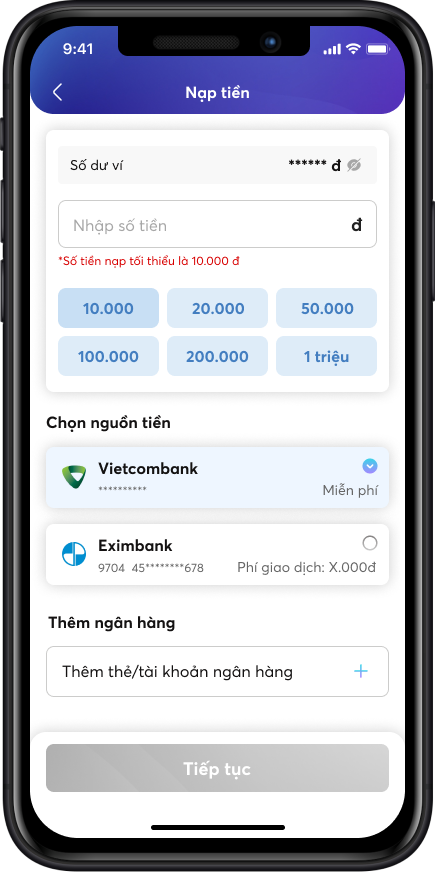 9:41
Nạp tiền
Số dư ví ****** đ
Nhập số tiền đ
*Số tiền nạp tối thiểu là 10.000 đ
10.000 20.000 50.000
100.000 200.000 1 triệu
Chọn nguồn tiền
Vietcombank
********** Miễn phí
Eximbank
9704 45********678 Phí giao dịch: X.000đ
Thêm ngân hàng
Thêm thẻ/tài khoản ngân hàng +
Tiếp tục